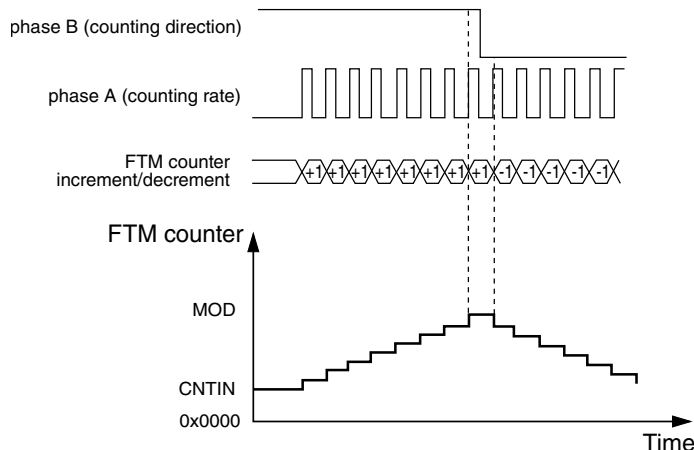 phase B (counting direction)
phase A (counting rate)
FTM counter
increment/decrement
+1 +1 +1 +1 +1 +1 +1 +1 -1 -1 -1 -1 -1
FTM counter
MOD
CNTIN
0x0000
Time